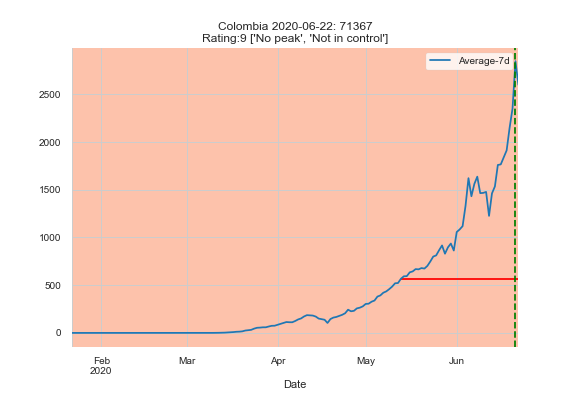 Colombia 2020-06-22: 71367
Rating:9 ['No peak', 'Not in control']
Average-7d
2500
2000
1500
1000
500
0
Feb
2020
Mar
Apr
May
Jun
Date